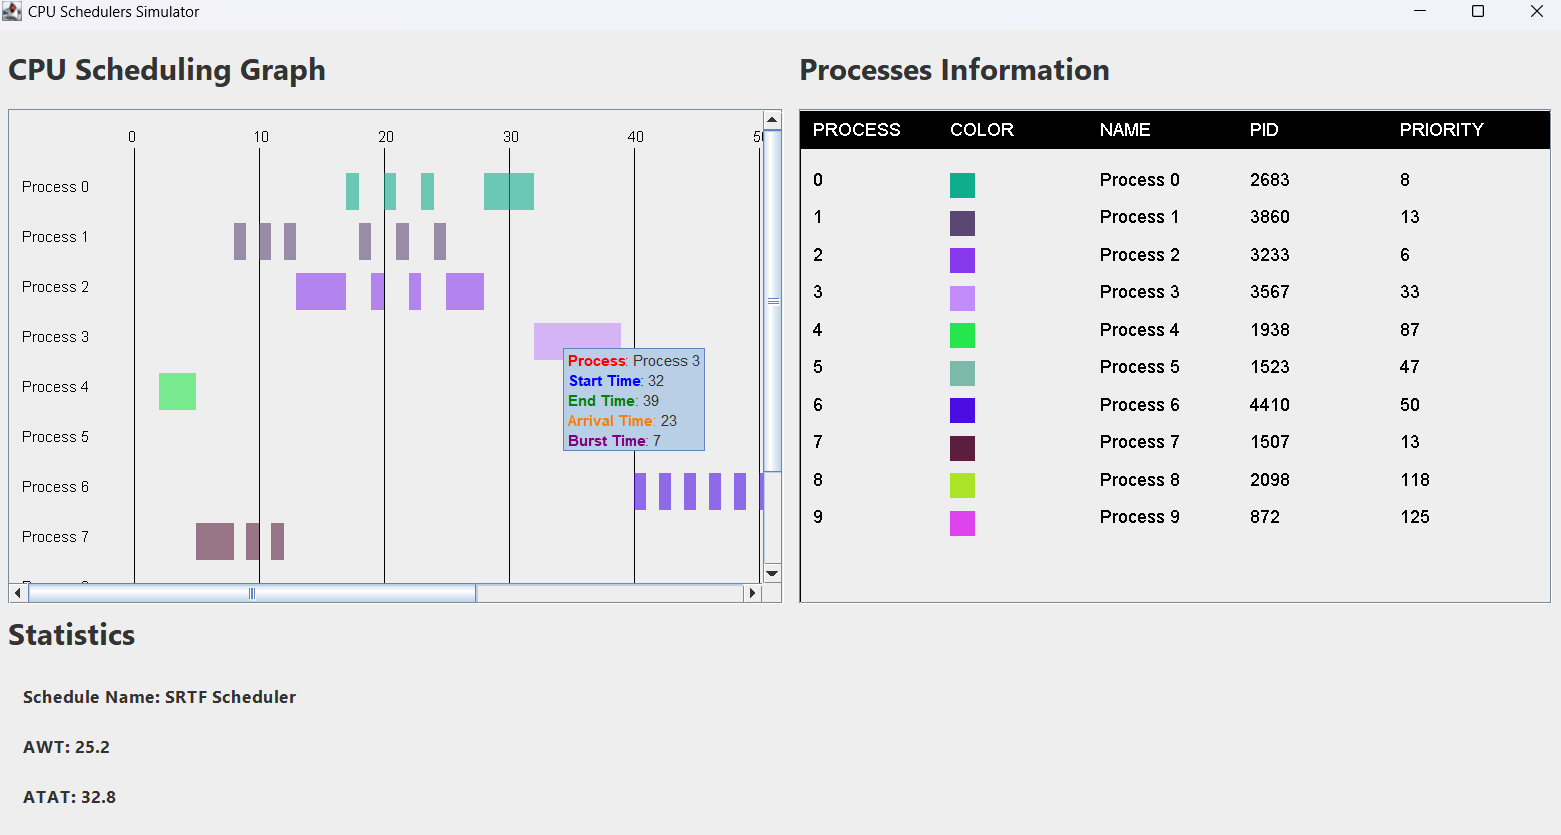 CPU Schedulers Simulator
CPU Scheduling Graph
0 10 20 30 40
Process 0
Process 1
Process 2
Process 3
Process 4
Process 5
Process 6
Process 7
Process: Process 3
Start Time: 32
End Time: 39
Arrival Time: 23
Burst Time: 7
Processes Information
PROCESS COLOR NAME PID PRIORITY
0 Process 0 2683 8
1 Process 1 3860 13
2 Process 2 3233 6
3 Process 3 3567 33
4 Process 4 1938 87
5 Process 5 1523 47
6 Process 6 4410 50
7 Process 7 1507 13
8 Process 8 2098 118
9 Process 9 872 125
Statistics
Schedule Name: SRTF Scheduler
AWT: 25.2
ATAT: 32.8